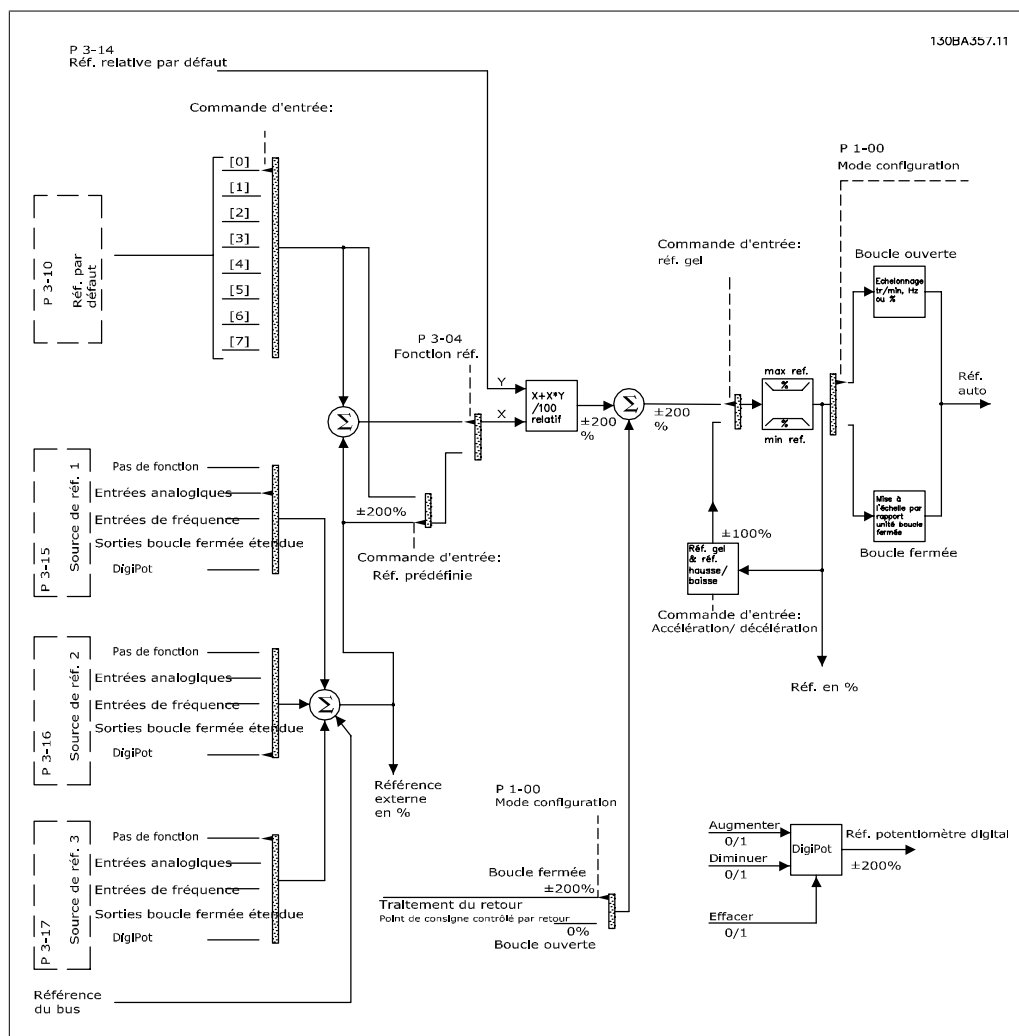 130BA357.11
P 3-14
Réf. relative par défaut
Commande d'entrée:
[0]
[1]
[2]
[3]
[4]
[5]
[6]
[7]
P 3-10
Réf. par
défaut
P 1-00
Mode configuration
Commande d'entrée:
réf. gel
Boucle ouverte
Echelonnage
tr/min, Hz
ou %
P 3-04
Fonction réf.
Y
X
X+X*Y
/100
relatif
±200
%
Σ
±200
%
max ref.
%
%
min ref.
Réf.
auto
Σ
P 3-15
Source de réf. 1
Pas de fonction
Entrées analogiques
Entrées de fréquence
Sorties boucle fermée étendue
DigiPot
±200%
Commande d'entrée:
Réf. prédéfinie
±100%
Réf. gel
& réf.
hausse/
baisse
Commande d'entrée:
Accélération/ décélération
Mise à
l'échelle par
rapport
unité boucle
fermée
Boucle fermée
Réf. en %
P 3-16
Source de réf. 2
Pas de fonction
Entrées analogiques
Entrées de fréquence
Sorties boucle fermée étendue
DigiPot
Σ
Référence
externe
en %
P 1-00
Mode configuration
P 3-17
Source de réf. 3
Pas de fonction
Entrées analogiques
Entrées de fréquence
Sorties boucle fermée étendue
DigiPot
Boucle fermée
±200%
Traitement du retour
Point de consigne contrôlé par retour
0%
Boucle ouverte
Augmenter
0/1
Diminuer
0/1
Effacer
0/1
DigiPot
Réf. potentiomètre digital
±200%
Référence
du bus